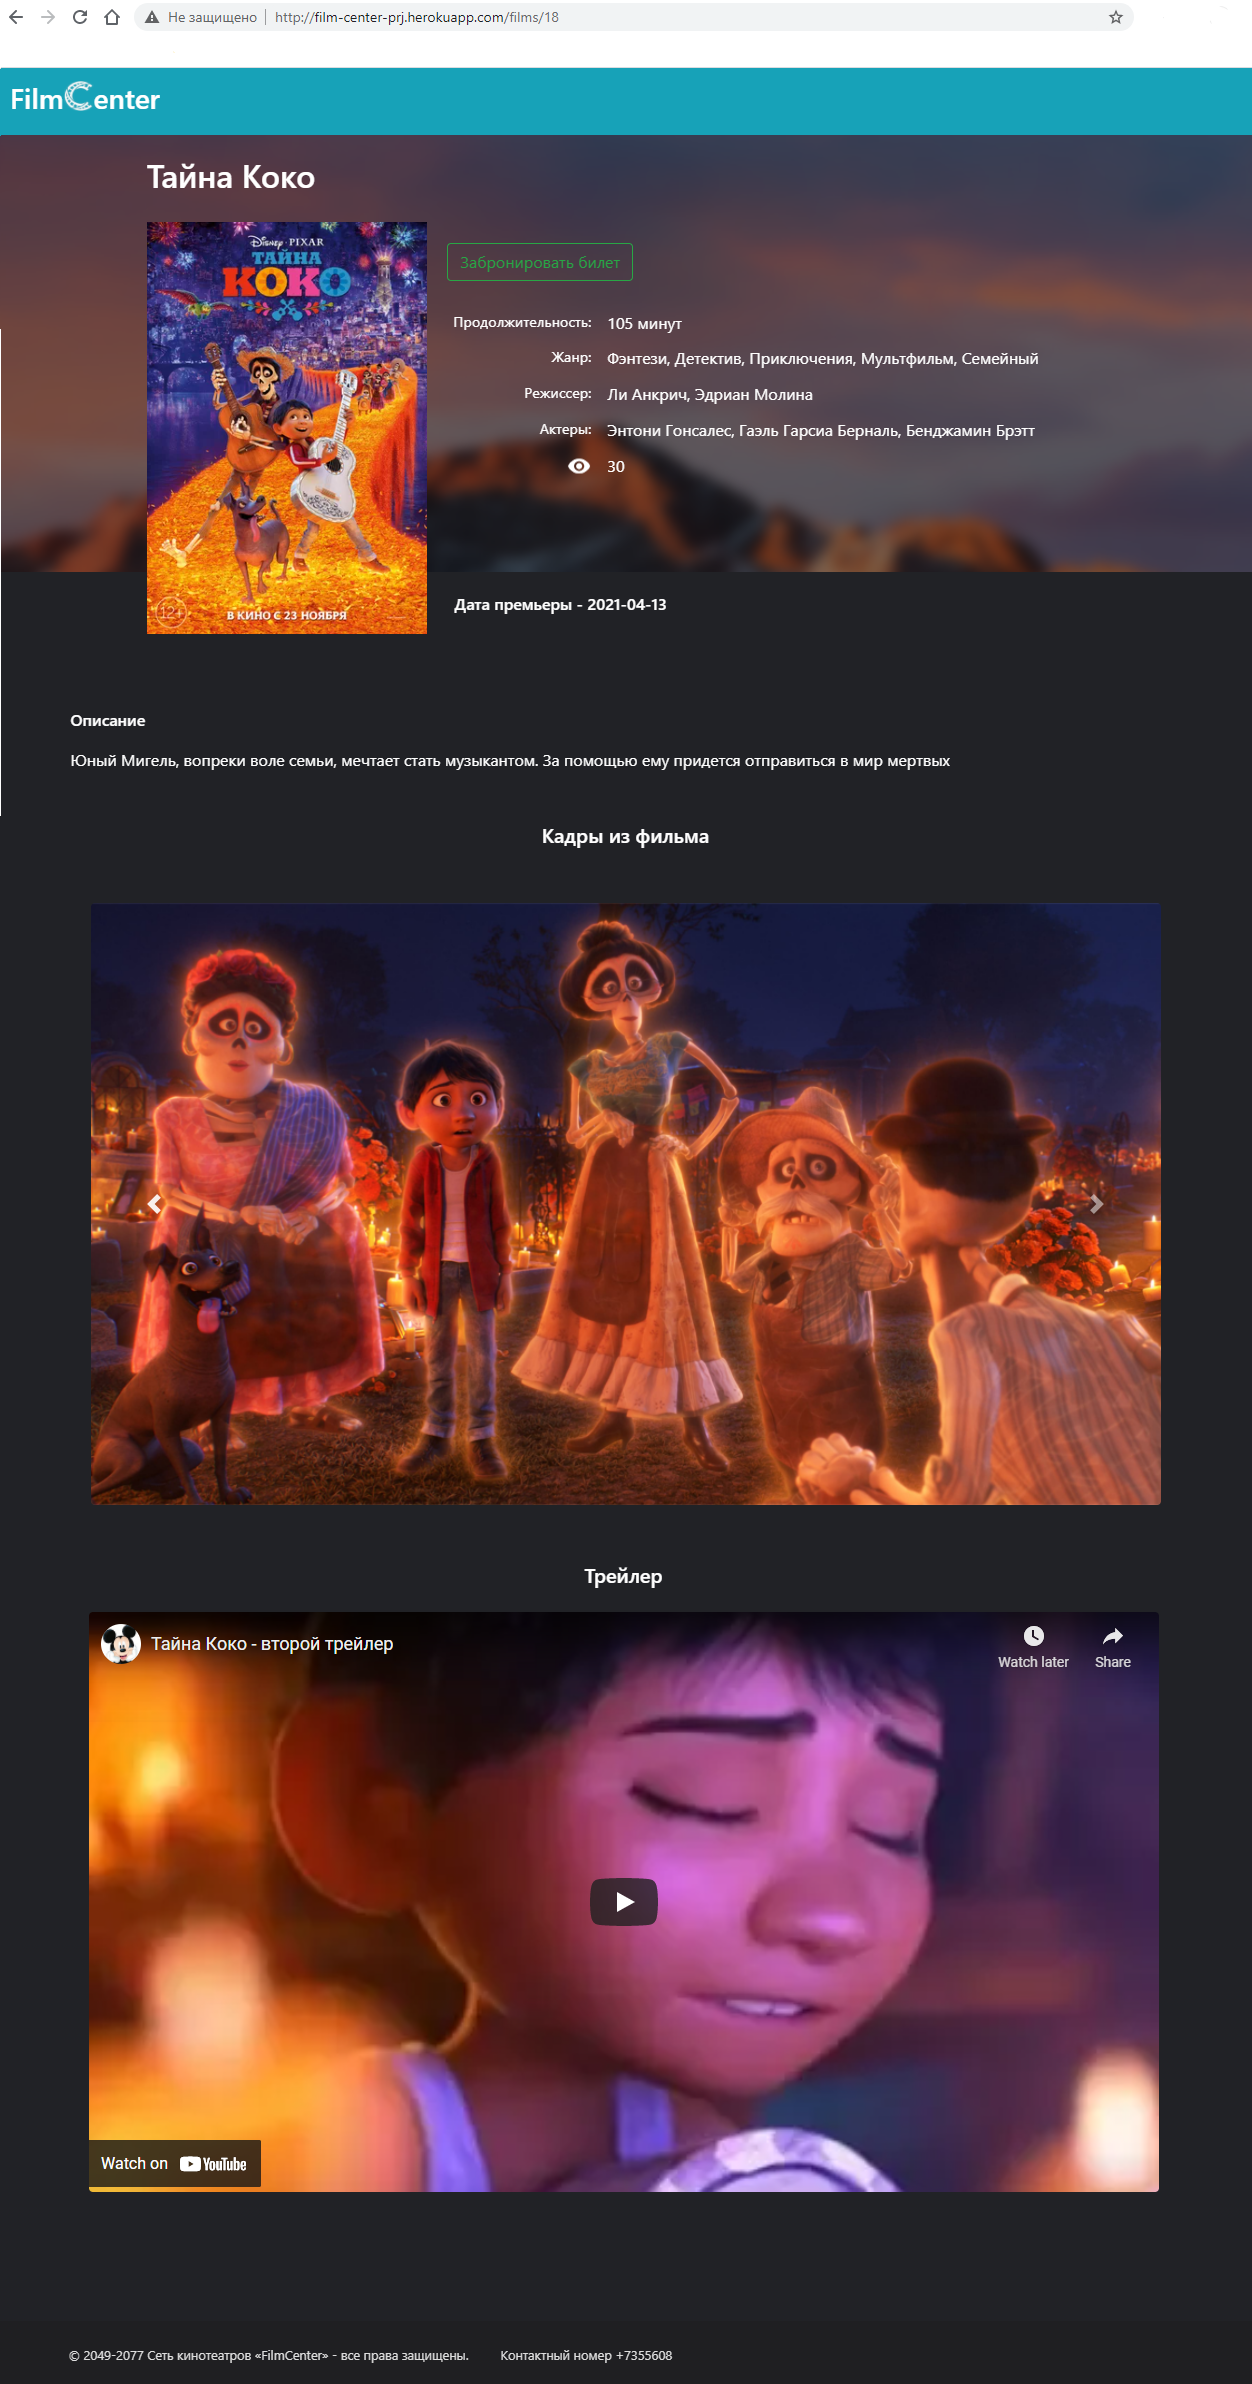 Не защищено | http://film-center-prj.herokuapp.com/films/18
FilmCenter
Тайна Коко
Disney · PIXAR
ТАЙНА
КОКО
12+
В КИНО С 23 НОЯБРЯ
Забронировать билет
Продолжительность: 105 минут
Жанр: Фэнтези, Детектив, Приключения, Мультфильм, Семейный
Режиссер: Ли Анкрич, Эдриан Молина
Актеры: Энтони Гонсалес, Гаэль Гарсиа Берналь, Бенджамин Брэтт
30
Дата премьеры - 2021-04-13
Описание
Юный Мигель, вопреки воле семьи, мечтает стать музыкантом. За помощью ему придется отправиться в мир мертвых
Кадры из фильма
Трейлер
Тайна Коко - второй трейлер
Watch later
Share
Watch on YouTube
© 2049-2077 Сеть кинотеатров «FilmCenter» - все права защищены. Контактный номер +7355608